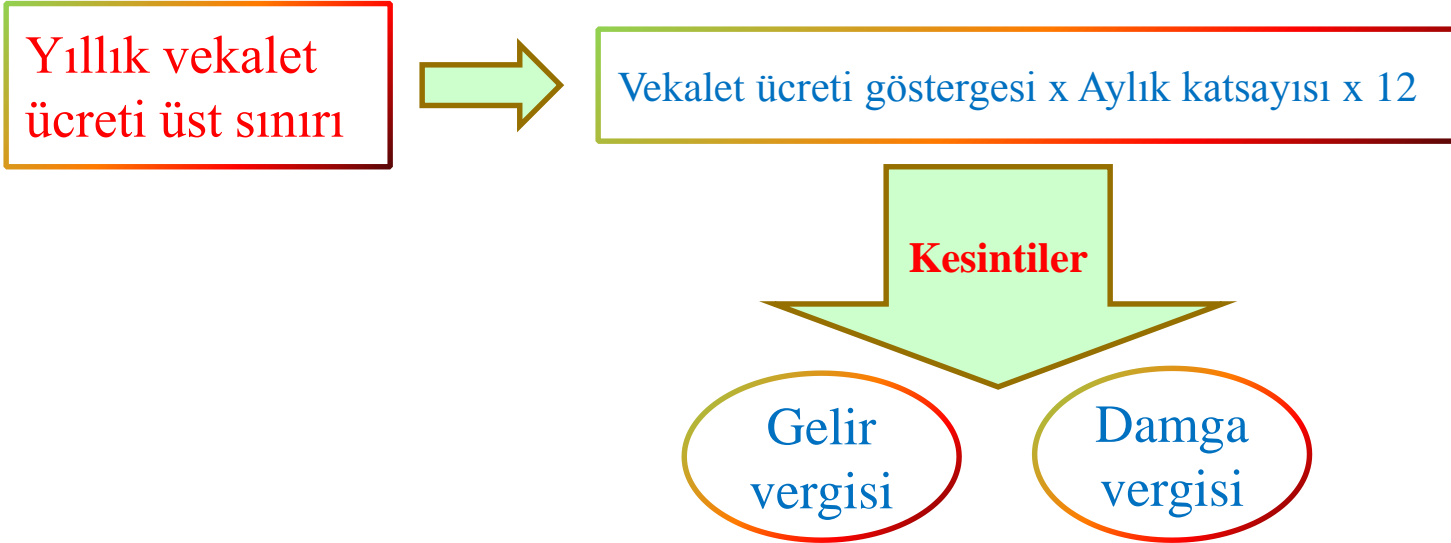 Yıllık vekalet
ücreti üst sınırı
Vekalet ücreti göstergesi x Aylık katsayısı x 12
Kesintiler
Gelir
vergisi
Damga
vergisi